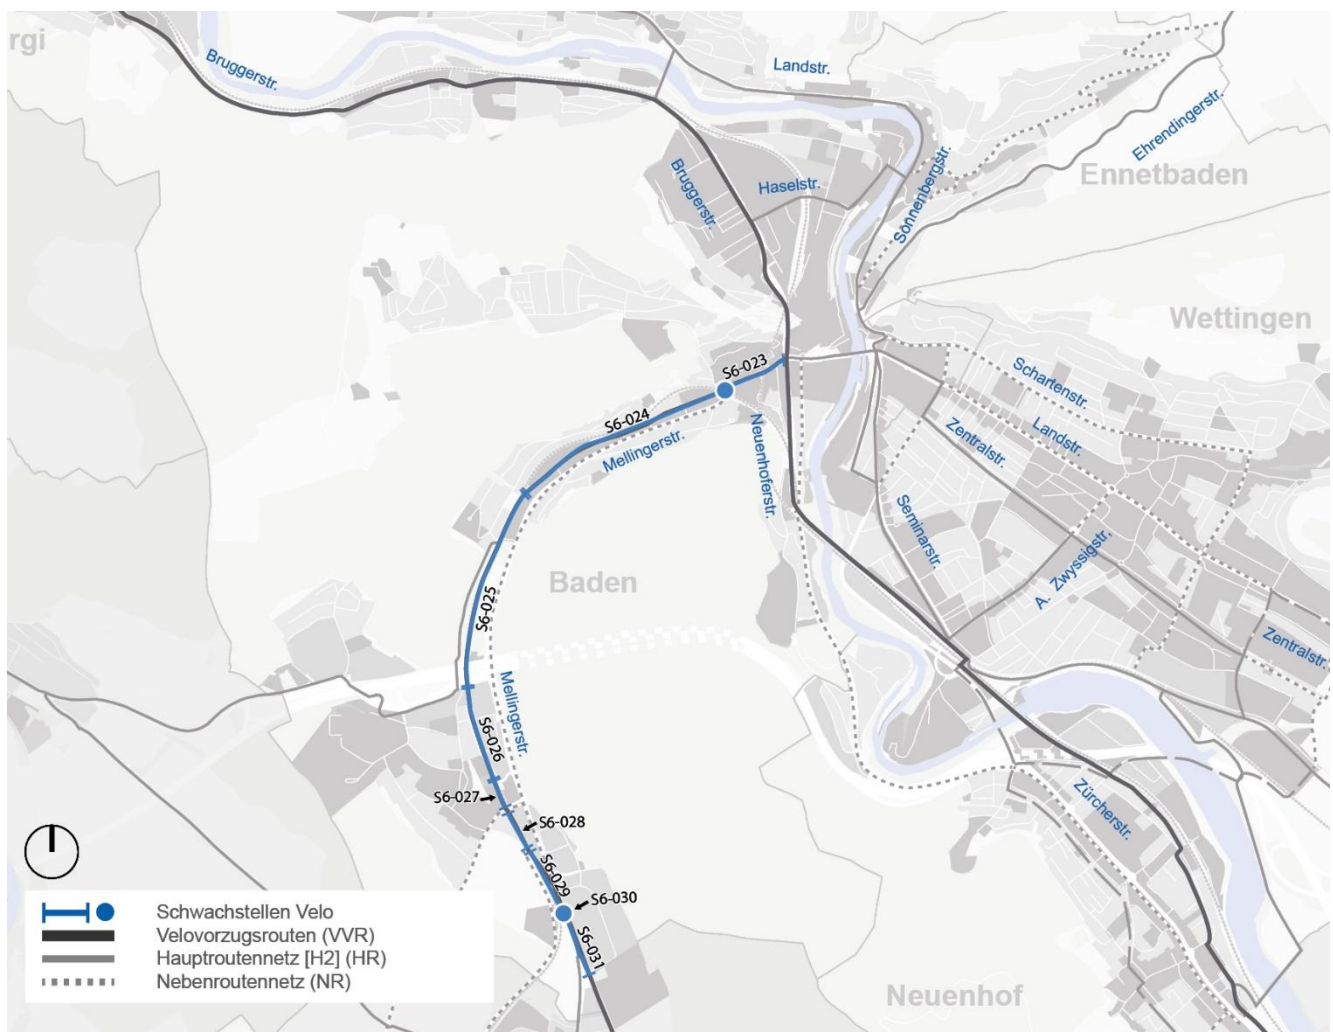 rgi
Bruggerstr.
Landstr.
Ehrendingerstr.
Ennetbaden
Sonnenbergstr.
Haselstr.
Bruggerstr.
Wettingen
Schartenstr.
S6-023
Landstr.
Zentralstr.
S6-024
Mellingerstr.
Neuenhoferstr.
Seminarstr.
A. Zwyssigstr.
Baden
S6-025
Zentralstr.
Mellingerstr.
S6-026
S6-027
S6-028
Zürcherstr.
S6-029
S6-030
S6-031
Neuenhof
Schwachstellen Velo
Velovorzugsrouten (VVR)
Hauptroutennetz [H2] (HR)
Nebenroutennetz (NR)